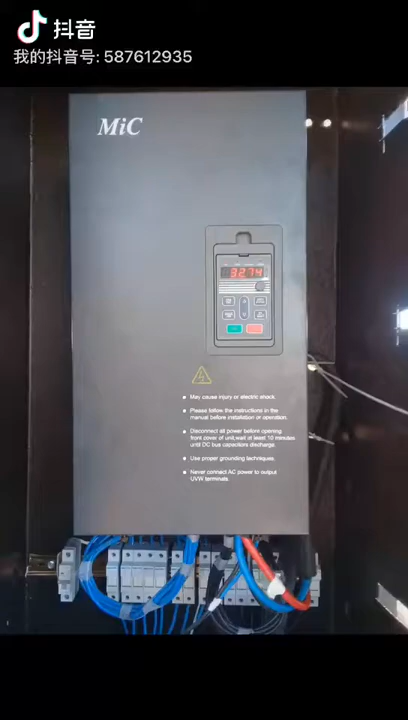 抖音
我的抖音号: 587612935
MiC
3274
May cause injury or electric shock.
Please follow the instructions in the
manual before installation or operation.
Disconnect all power before opening
front cover of unit,wait at least 10 minutes
until DC bus capacitors discharge.
Use proper grounding techniques.
Never connect AC power to output
UVW terminals.